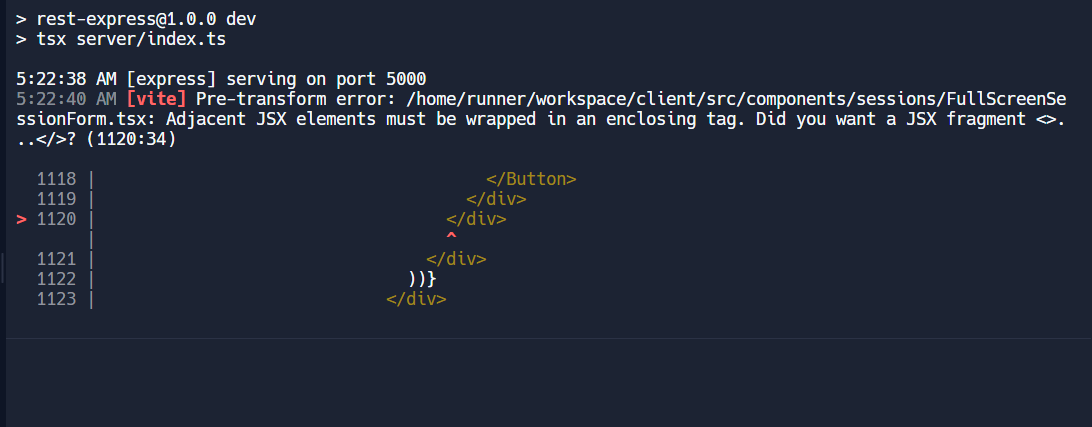 > rest-express@1.0.0 dev
> tsx server/index.ts
5:22:38 AM [express] serving on port 5000
5:22:40 AM [vite] Pre-transform error: /home/runner/workspace/client/src/components/sessions/FullScreenSe
ssionForm.tsx: Adjacent JSX elements must be wrapped in an enclosing tag. Did you want a JSX fragment <>.
..</>? (1120:34)
1118 | </Button>
1119 | </div>
> 1120 | </div>
| ^
1121 | </div>
1122 | ))}
1123 | </div>